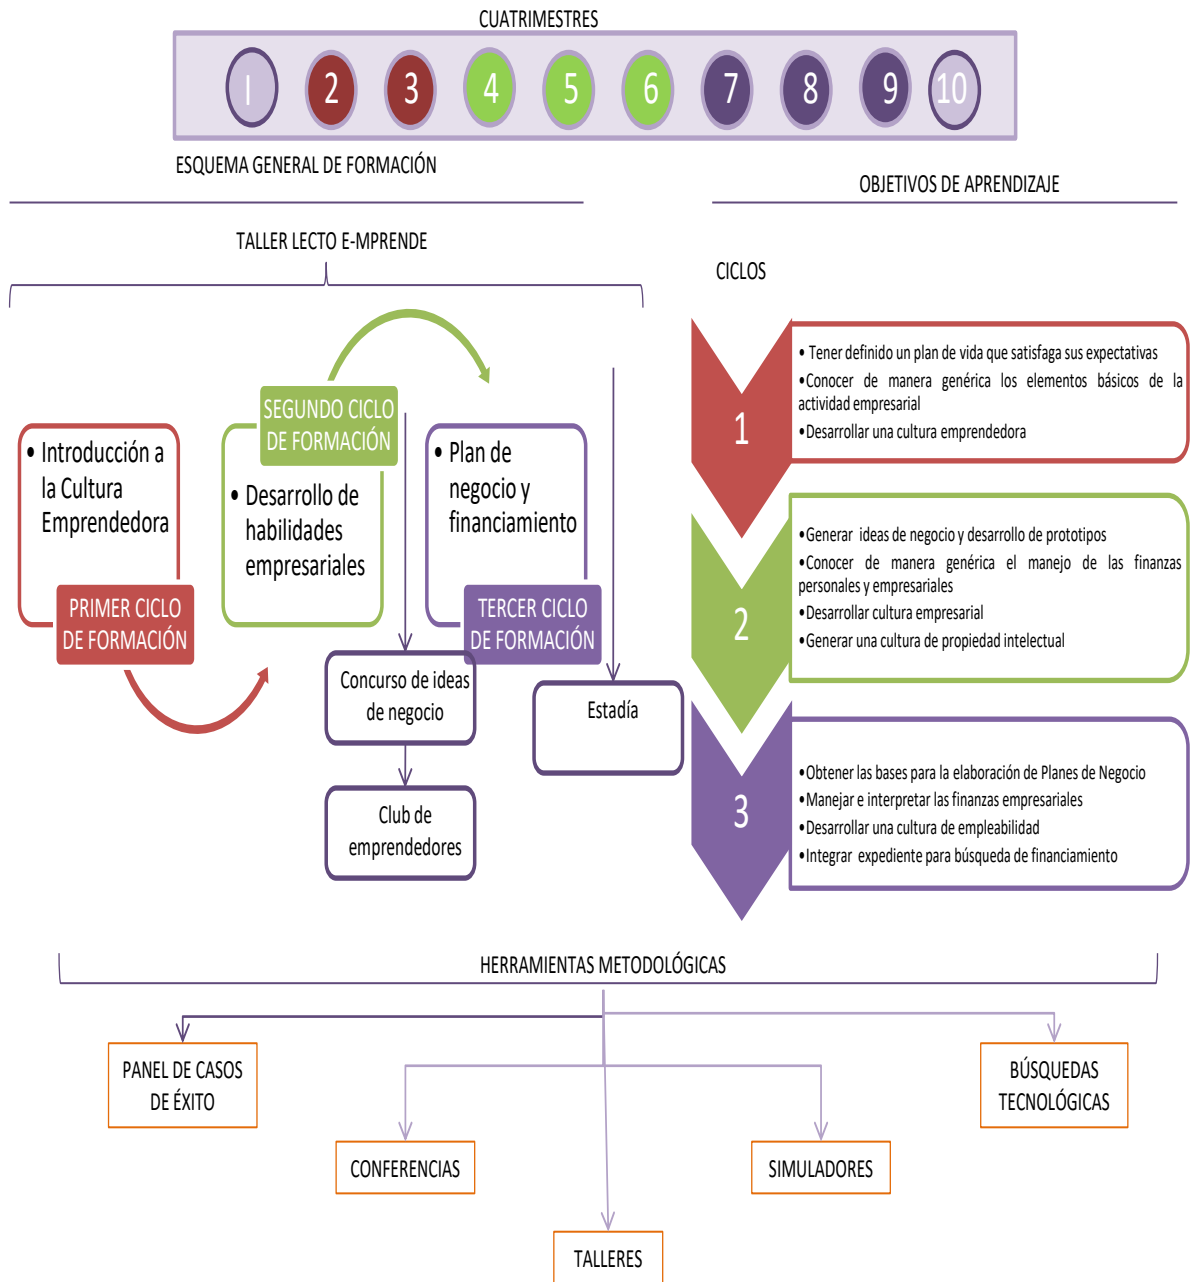 CUATRIMESTRES
I 2 3 4 5 6 7 8 9 10
ESQUEMA GENERAL DE FORMACIÓN
OBJETIVOS DE APRENDIZAJE
TALLER LECTO E-MPRENDE
CICLOS
• Introducción a
la Cultura
Emprendedora
PRIMER CICLO
DE FORMACIÓN
SEGUNDO CICLO
DE FORMACIÓN
• Desarrollo de
habilidades
empresariales
• Plan de
negocio y
financiamiento
TERCER CICLO
DE FORMACIÓN
Concurso de ideas
de negocio
Club de
emprendedores
Estadía
1
• Tener definido un plan de vida que satisfaga sus expectativas
•Conocer de manera genérica los elementos básicos de la
actividad empresarial
•Desarrollar una cultura emprendedora
2
•Generar ideas de negocio y desarrollo de prototipos
•Conocer de manera genérica el manejo de las finanzas
personales y empresariales
•Desarrollar cultura empresarial
•Generar una cultura de propiedad intelectual
3
•Obtener las bases para la elaboración de Planes de Negocio
•Manejar e interpretar las finanzas empresariales
•Desarrollar una cultura de empleabilidad
•Integrar expediente para búsqueda de financiamiento
HERRAMIENTAS METODOLÓGICAS
PANEL DE CASOS
DE ÉXITO
CONFERENCIAS
TALLERES
SIMULADORES
BÚSQUEDAS
TECNOLÓGICAS